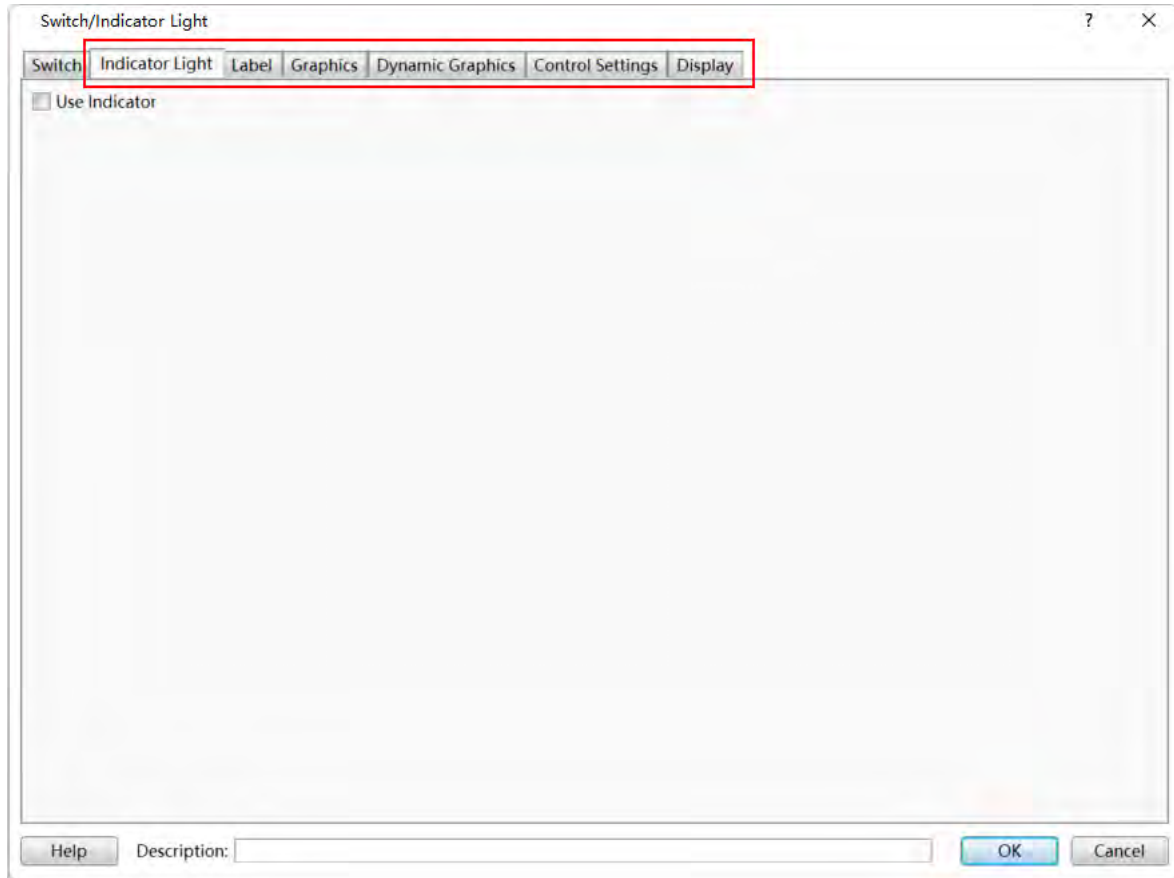 Switch/Indicator Light ?
Switch Indicator Light Label Graphics Dynamic Graphics Control Settings Display
Use Indicator
Help Description: OK Cancel